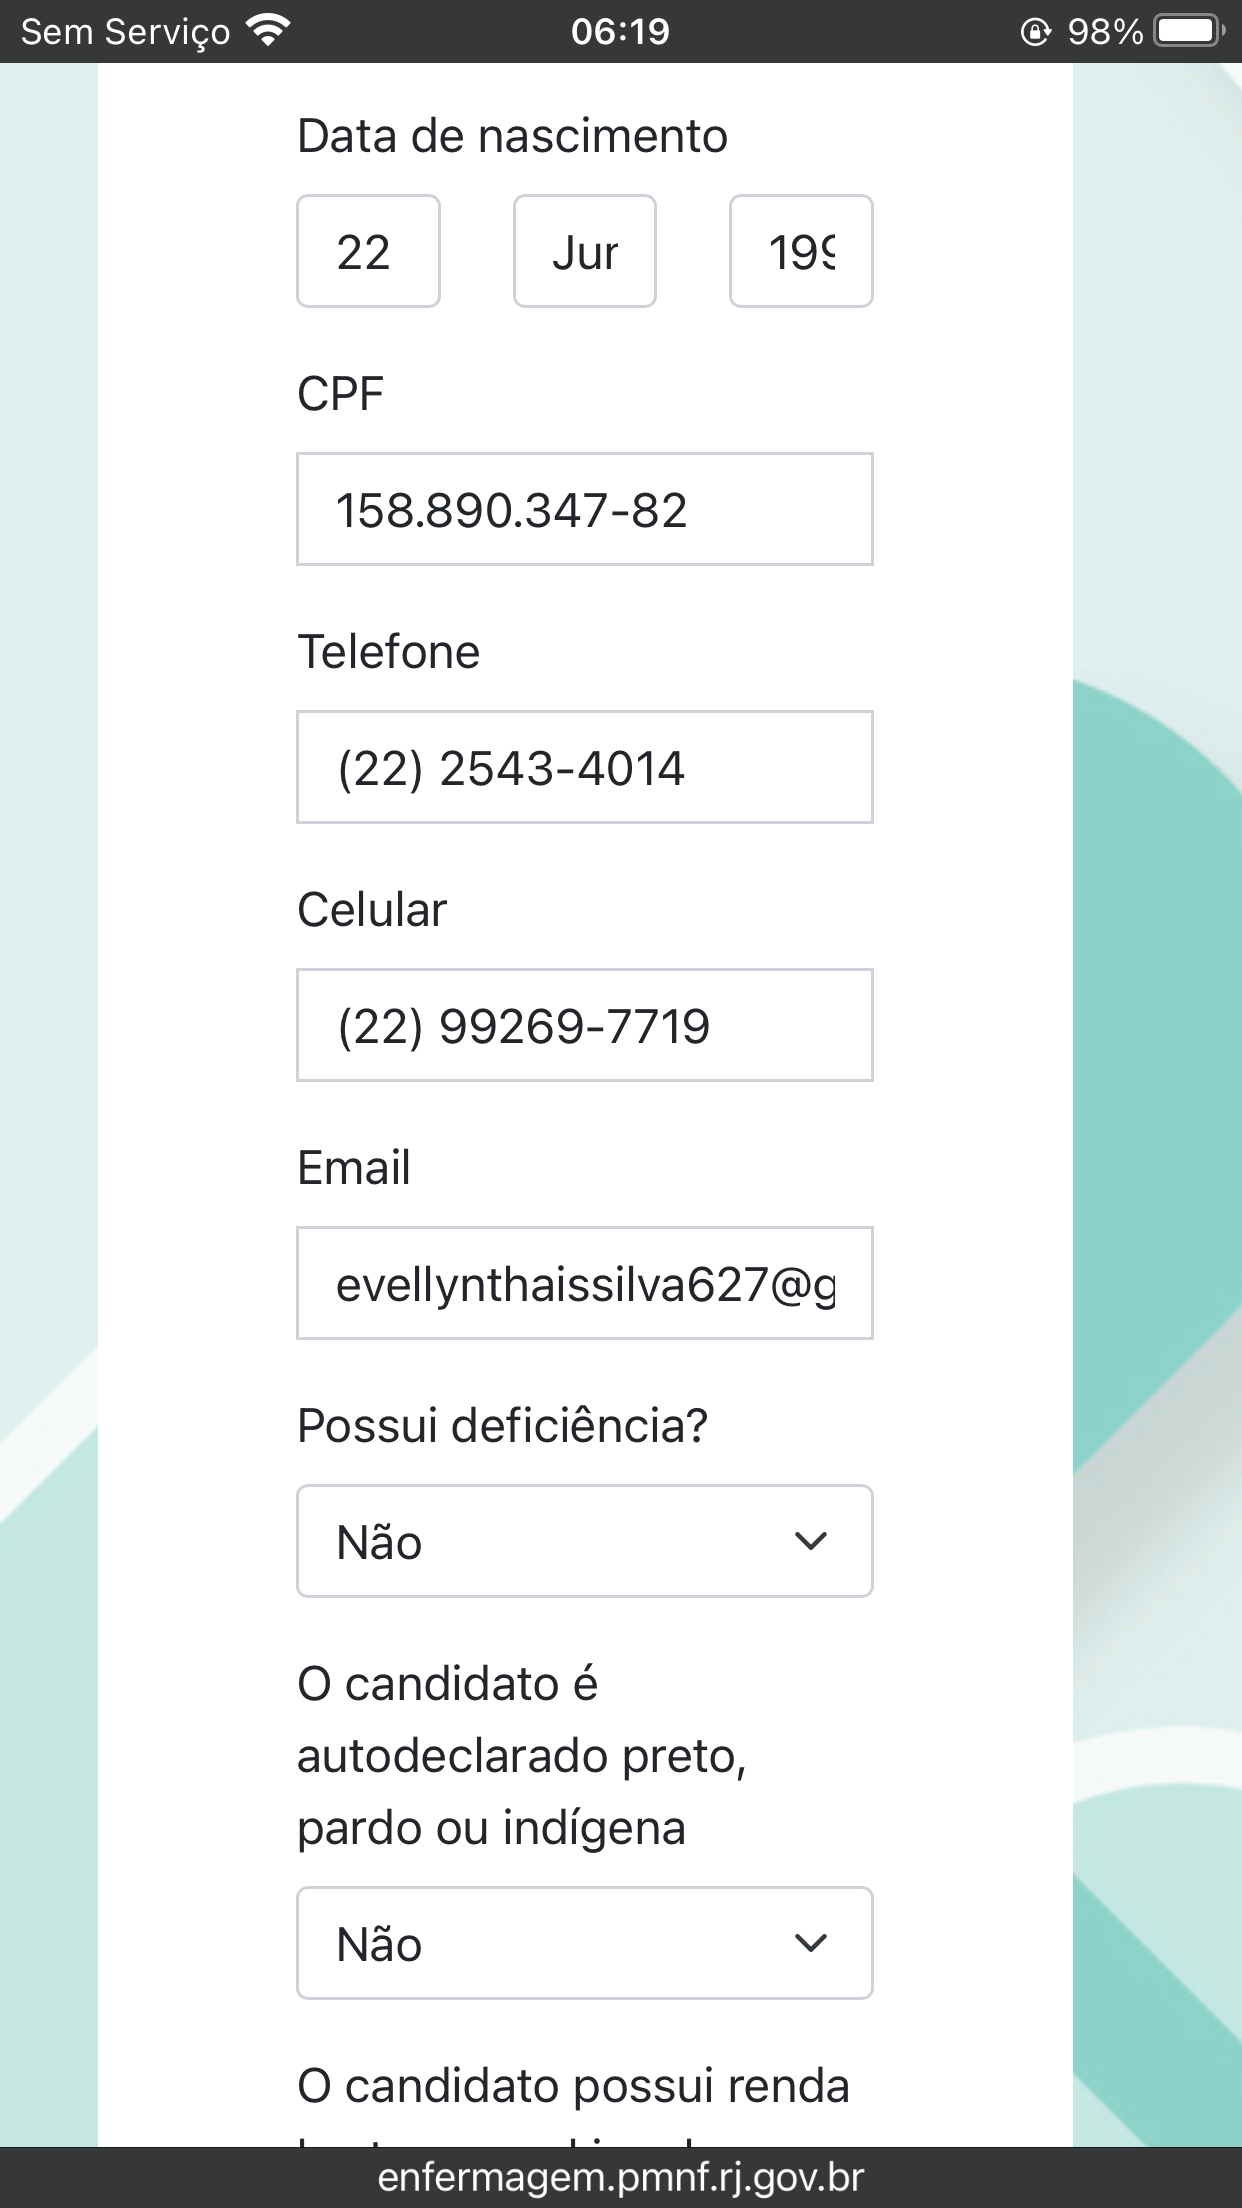 Sem Serviço
06:19
98%
Data de nascimento
22
Jun
199
CPF
158.890.347-82
Telefone
(22) 2543-4014
Celular
(22) 99269-7719
Email
evellynthaissilva627@g
Possui deficiência?
Não
O candidato é
autodeclarado preto,
pardo ou indígena
Não
O candidato possui renda
enfermagem.pmnf.rj.gov.br